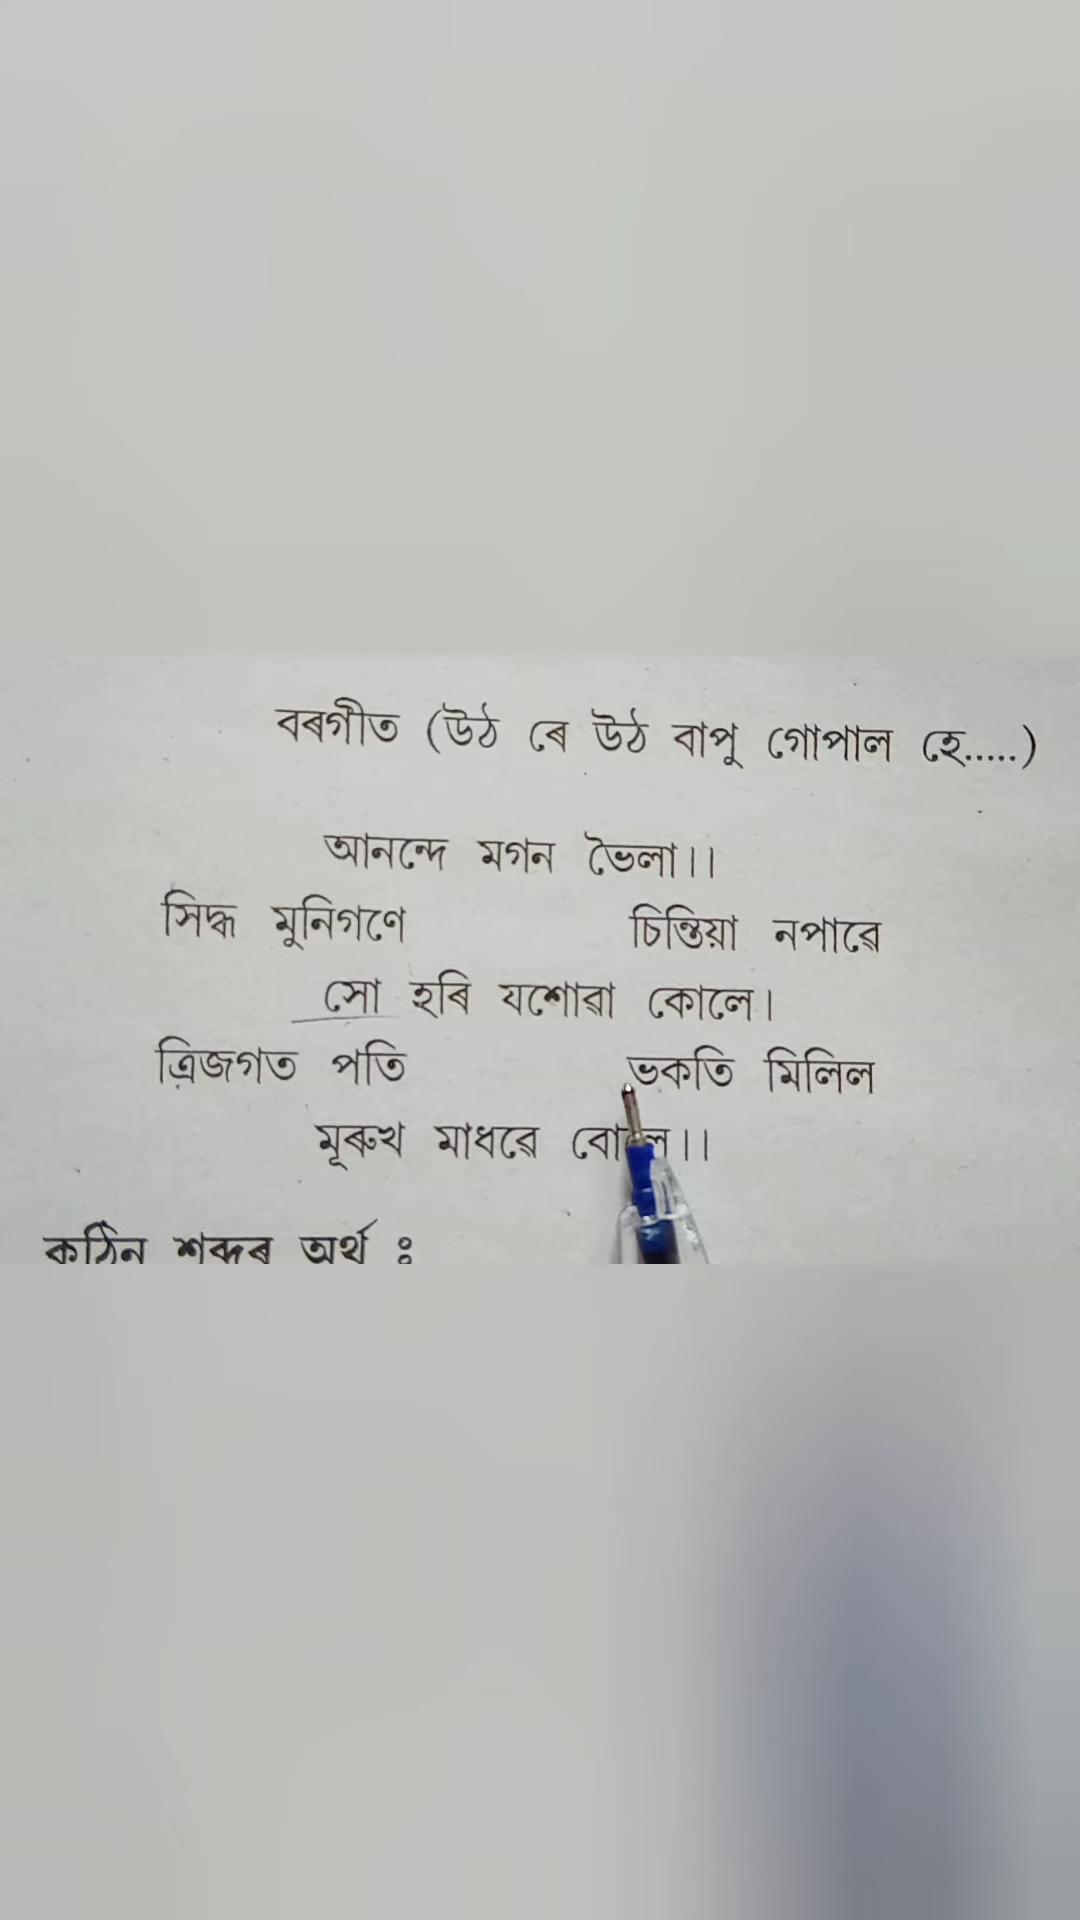 বৰগীত (উঠ ৰে উঠ বাপু গোপাল হে.....)
আনন্দে মগন ভৈলা।।
সিদ্ধ মুনিগণে চিন্তিয়া নপাৱে
সো হৰি যশোৱা কোলে।
ত্ৰিজগত পতি ভকতি মিলিল
মূৰুখ মাধৱে বোলে।।
কঠিন শব্দৰ অৰ্থ ঃ